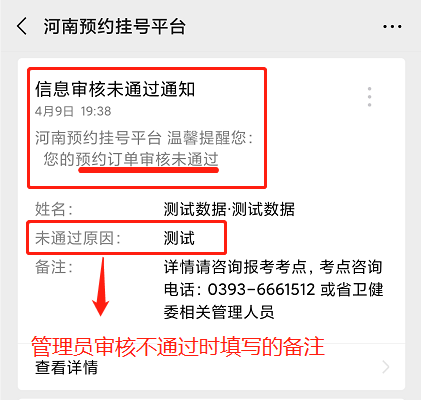 河南预约挂号平台
信息审核未通过通知
4月9日 19:38
河南预约挂号平台 温馨提醒您：
您的预约订单审核未通过
姓名： 测试数据·测试数据
未通过原因： 测试
备注： 详情请咨询报考考点，考点咨询
电话：0393-6661512 或省卫健
委相关管理人员
管理员审核不通过时填写的备注
查看详情